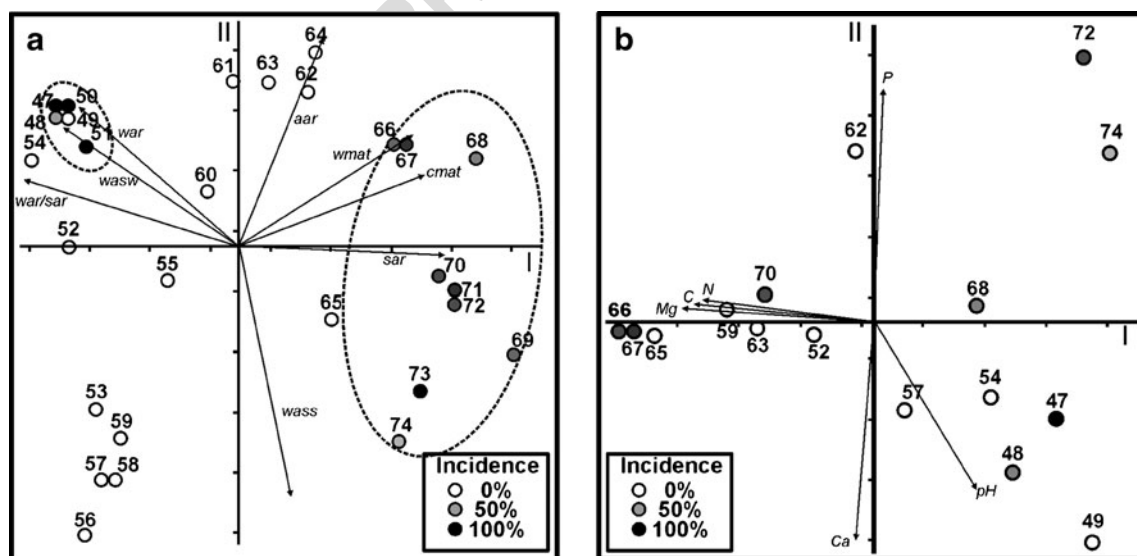 a
II
64
61
63
62
47
50
48
49
51
54
war
aar
66
67
68
wmat
cmat
wasw
60
war/sar
52
I
sar
55
70
71
72
65
69
73
53
59
wass
74
57
58
56
Incidence
0%
50%
100%
b
II
72
P
62
74
70
N
C
Mg
68
66
67
65
59
63
52
I
57
54
47
48
pH
49
Ca
Incidence
0%
50%
100%